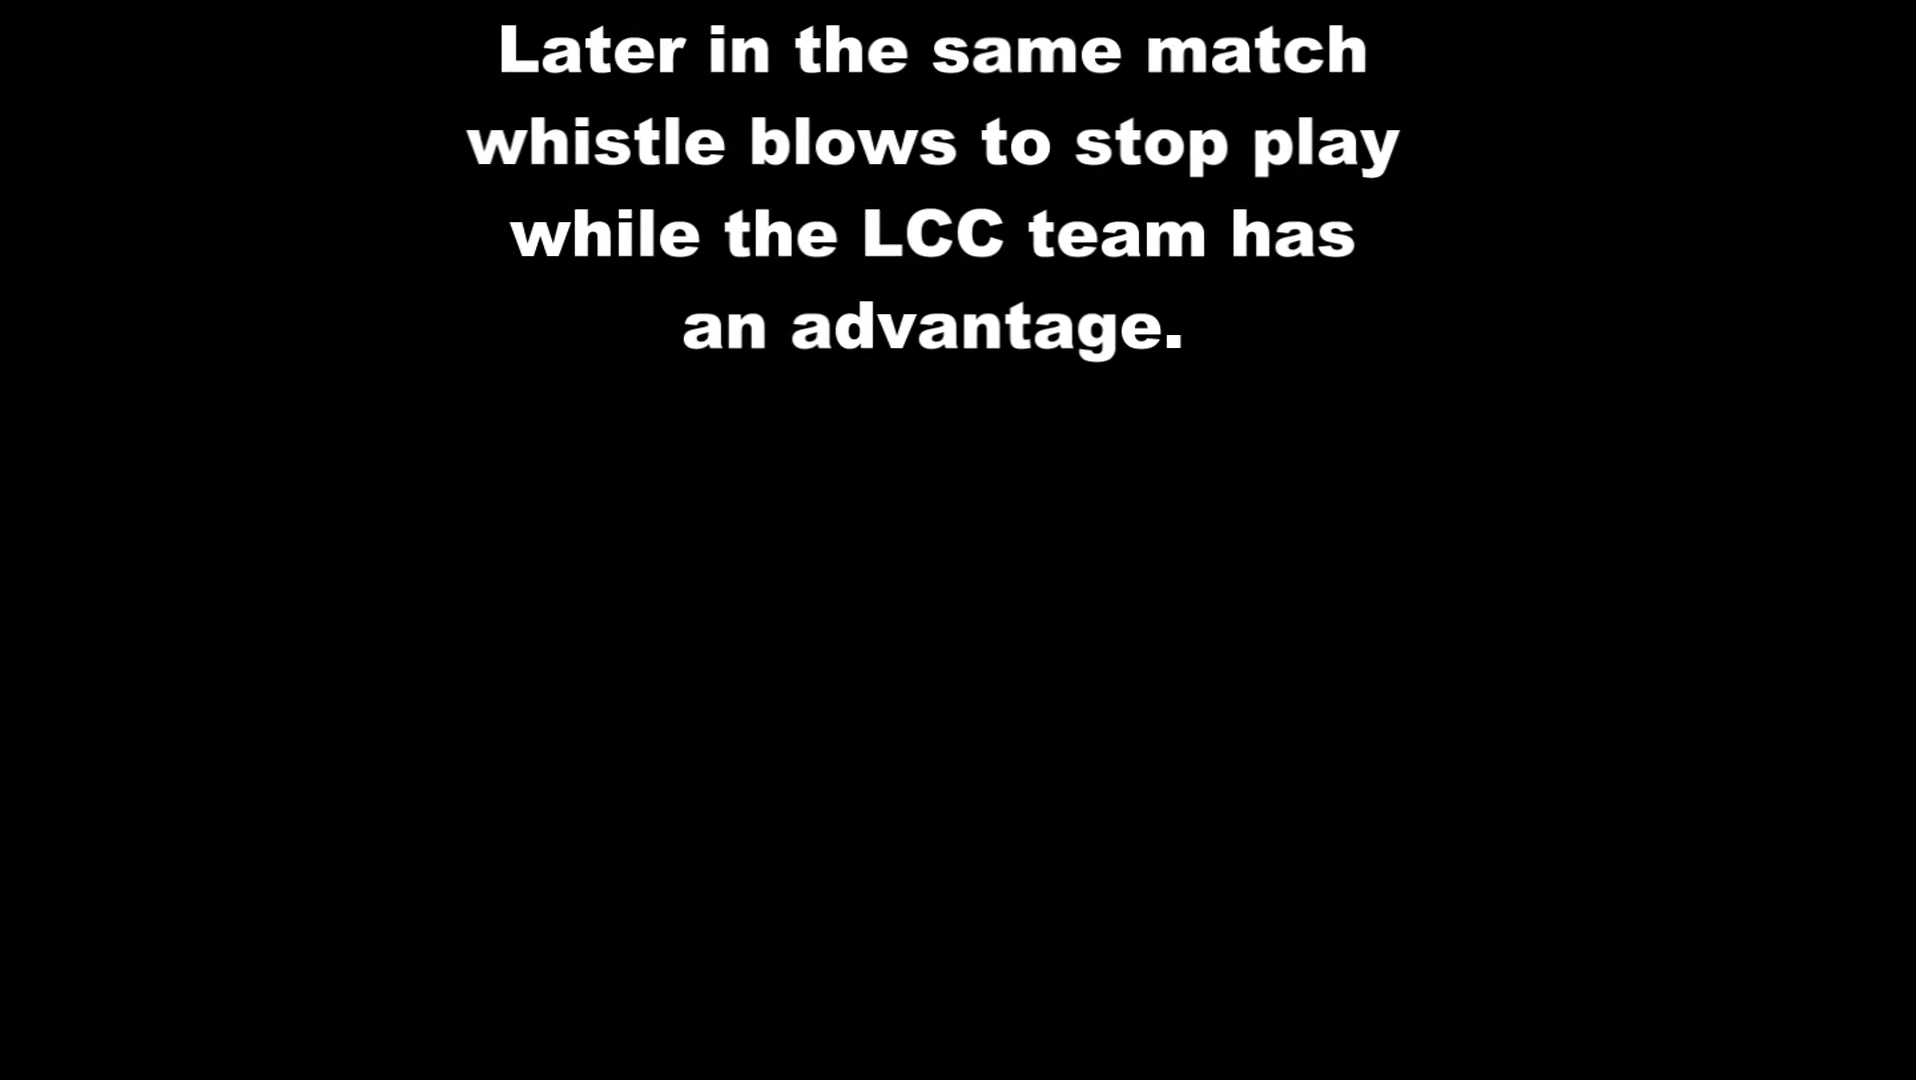 Later in the same match
whistle blows to stop play
while the LCC team has
an advantage.